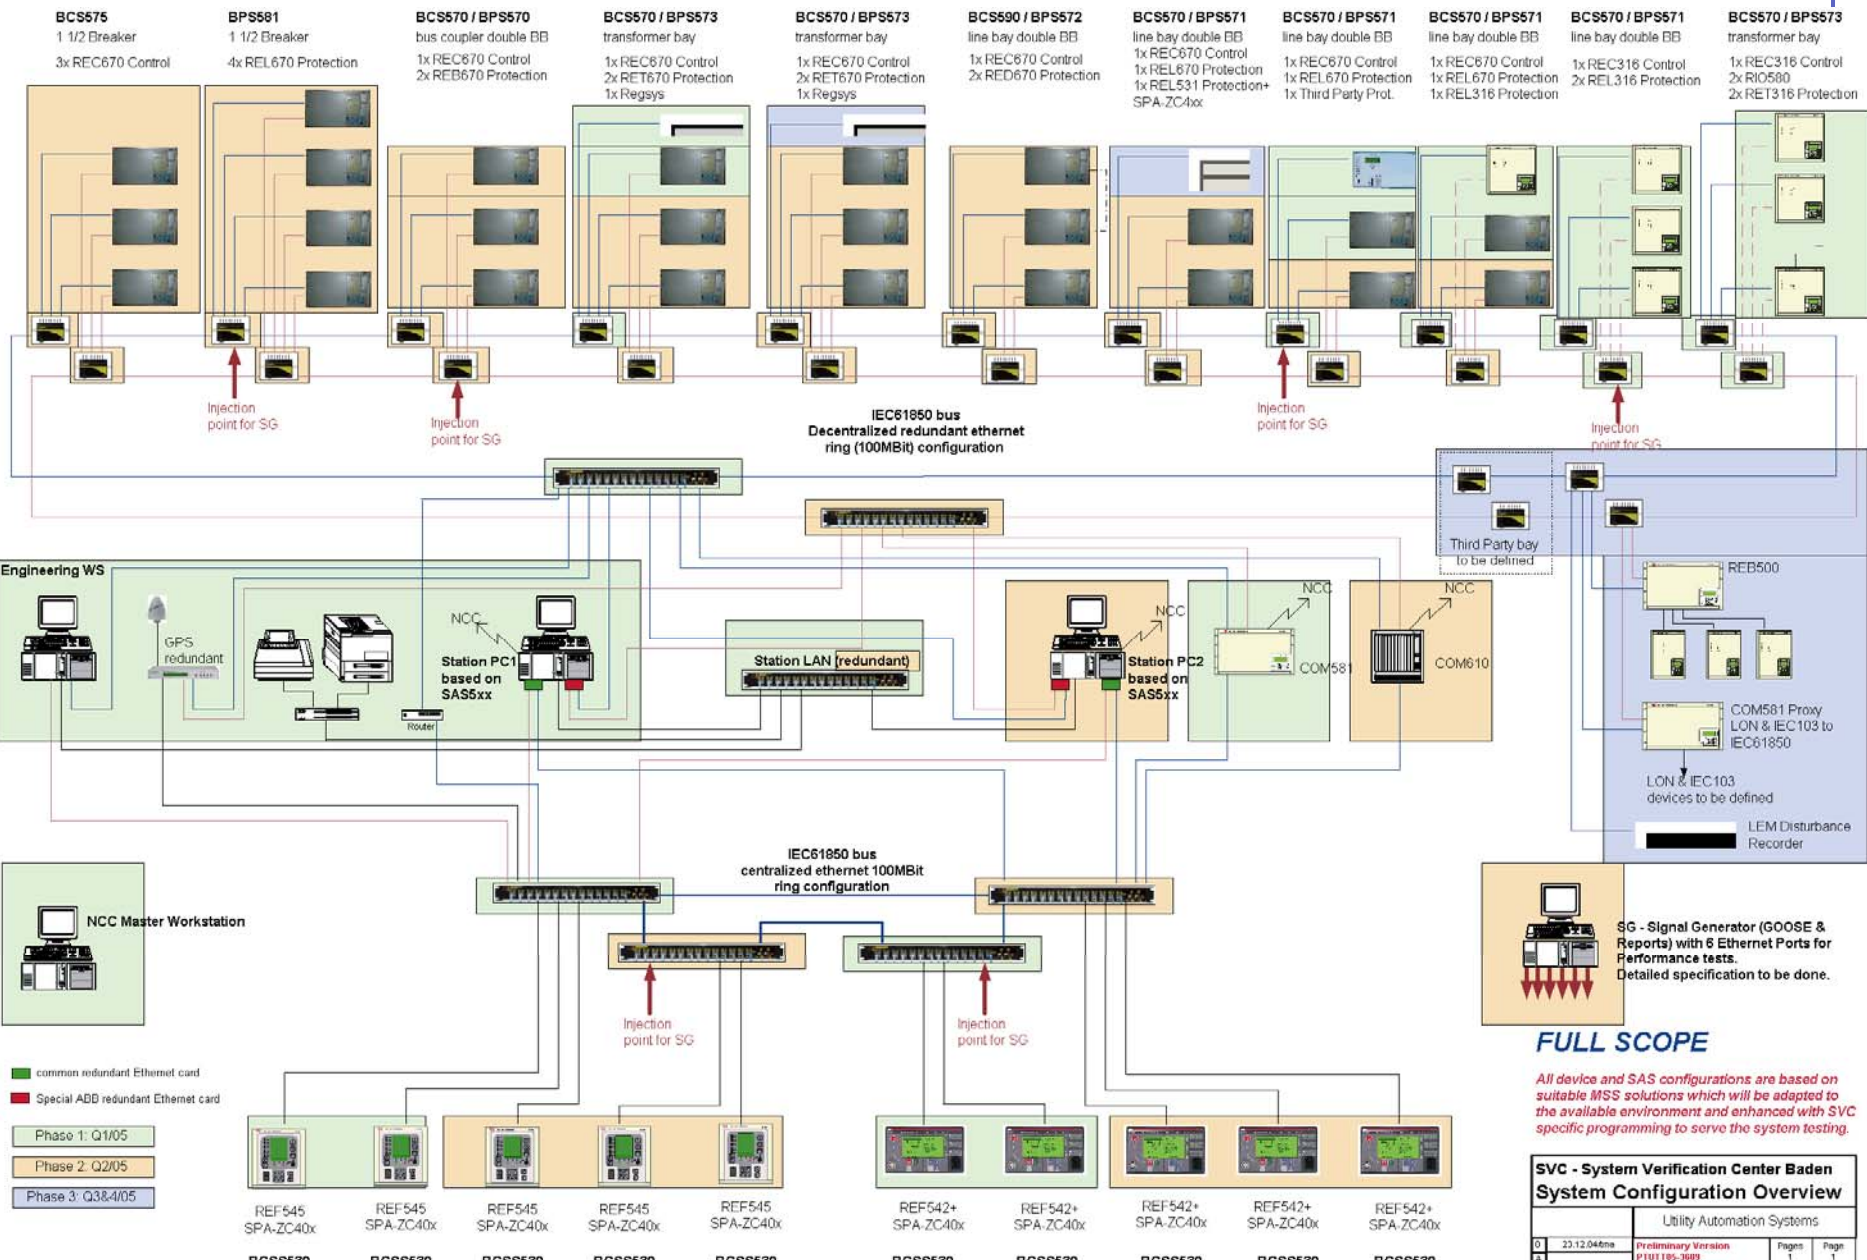 BCS575
1 1/2 Breaker
3x REC670 Control
BPS581
1 1/2 Breaker
4x REL670 Protection
BCS570 / BPS570
bus coupler double BB
1x REC670 Control
2x REB670 Protection
BCS570 / BPS573
transformer bay
1x REC670 Control
2x RET670 Protection
1x Regsys
BCS570 / BPS573
transformer bay
1x REC670 Control
2x RET670 Protection
1x Regsys
BCS590 / BPS572
line bay double BB
1x REC670 Control
2x RED670 Protection
BCS570 / BPS571
line bay double BB
1x REC670 Control
1x REL670 Protection
1x REL531 Protection+
SPA-ZC4xx
BCS570 / BPS571
line bay double BB
1x REC670 Control
1x REL670 Protection
1x Third Party Prot.
BCS570 / BPS571
line bay double BB
1x REC670 Control
1x REL670 Protection
1x REL316 Protection
BCS570 / BPS571
line bay double BB
1x REC316 Control
2x REL316 Protection
BCS570 / BPS573
transformer bay
1x REC316 Control
2x RIO580
2x RET316 Protection
Injection
point for SG
Injection
point for SG
Injection
point for SG
Injection
point for SG
IEC61850 bus
Decentralized redundant ethernet
ring (100MBit) configuration
Third Party bay
to be defined
REB500
Engineering WS
GPS
redundant
NCC
Station PC1
based on
SAS5xx
Router
Station LAN (redundant)
NCC
Station PC2
based on
SAS5xx
NCC
COM581
NCC
COM610
COM581 Proxy
LON & IEC103 to
IEC61850
LON & IEC103
devices to be defined
LEM Disturbance
Recorder
IEC61850 bus
centralized ethernet 100MBit
ring configuration
NCC Master Workstation
SG - Signal Generator (GOOSE &
Reports) with 6 Ethernet Ports for
Performance tests.
Detailed specification to be done.
Injection
point for SG
Injection
point for SG
FULL SCOPE
All device and SAS configurations are based on
suitable MSS solutions which will be adapted to
the available environment and enhanced with SVC
specific programming to serve the system testing.
common redundant Ethernet card
Special ABB redundant Ethernet card
Phase 1: Q1/05
Phase 2: Q2/05
Phase 3: Q3&4/05
REF545
SPA-ZC40x
REF545
SPA-ZC40x
REF545
SPA-ZC40x
REF545
SPA-ZC40x
REF545
SPA-ZC40x
REF542+
SPA-ZC40x
REF542+
SPA-ZC40x
REF542+
SPA-ZC40x
REF542+
SPA-ZC40x
REF542+
SPA-ZC40x
SVC - System Verification Center Baden
System Configuration Overview
Utility Automation Systems
0
Preliminary Version
Pages
Page
1
1